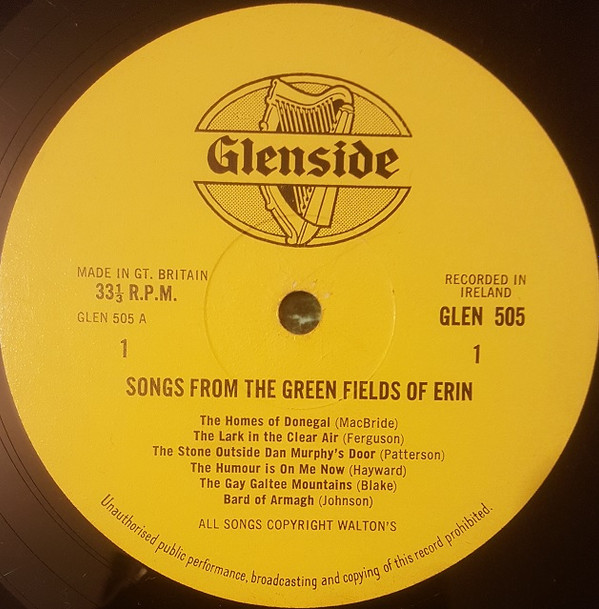 Glenside
MADE IN GT. BRITAIN
33⅓ R.P.M.
GLEN 505 A
1
RECORDED IN
IRELAND
GLEN 505
1
SONGS FROM THE GREEN FIELDS OF ERIN
The Homes of Donegal (MacBride)
The Lark in the Clear Air (Ferguson)
The Stone Outside Dan Murphy's Door (Patterson)
The Humour is On Me Now (Hayward)
The Gay Galtee Mountains (Blake)
Bard of Armagh (Johnson)
ALL SONGS COPYRIGHT WALTON'S
Unauthorised public performance, broadcasting and copying of this record prohibited.